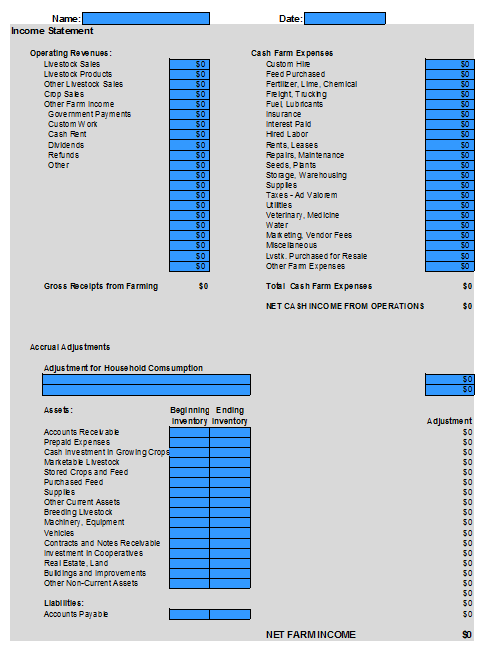 Name: Date:
Income Statement
Operating Revenues: Cash Farm Expenses
Livestock Sales $0 Custom Hire $0
Livestock Products $0 Feed Purchased $0
Other Livestock Sales $0 Fertilizer, Lime, Chemical $0
Crop Sales $0 Freight, Trucking $0
Other Farm Income $0 Fuel, Lubricants $0
Government Payments $0 Insurance $0
Custom Work $0 Interest Paid $0
Cash Rent $0 Hired Labor $0
Dividends $0 Rents, Leases $0
Refunds $0 Repairs, Maintenance $0
Other $0 Seeds, Plants $0
$0 Storage, Warehousing $0
$0 Supplies $0
$0 Taxes - Ad Valorem $0
$0 Utilities $0
$0 Veterinary, Medicine $0
$0 Water $0
$0 Marketing, Vendor Fees $0
$0 Miscellaneous $0
$0 Lvstk. Purchased for Resale $0
$0 Other Farm Expenses $0
Gross Receipts from Farming $0 Total Cash Farm Expenses $0
NET CASH INCOME FROM OPERATIONS $0
Accrual Adjustments
Adjustment for Household Comsumption
$0
$0
Assets: Beginning Ending
Inventory Inventory Adjustment
Accounts Receivable $0
Prepaid Expenses $0
Cash Investment in Growing Crops $0
Marketable Livestock $0
Stored Crops and Feed $0
Purchased Feed $0
Supplies $0
Other Current Assets $0
Breeding Livestock $0
Machinery, Equipment $0
Vehicles $0
Contracts and Notes Receivable $0
Investment in Cooperatives $0
Real Estate, Land $0
Buildings and Improvements $0
Other Non-Current Assets $0
$0
Liabilities: $0
Accounts Payable $0
NET FARM INCOME $0